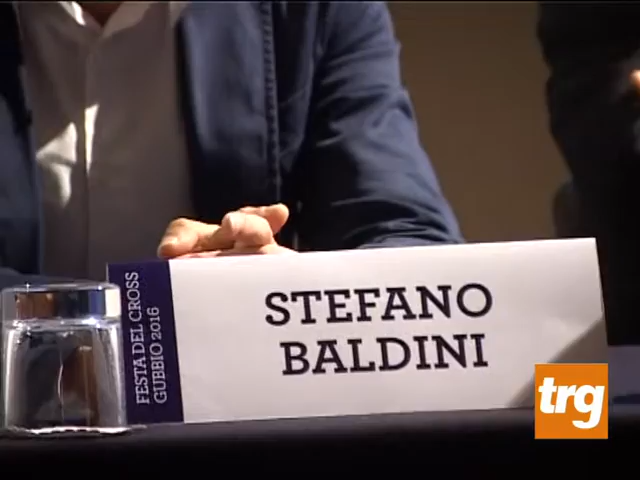 FESTA DEL CROSS
GUBBIO 2016
STEFANO
BALDINI
trg